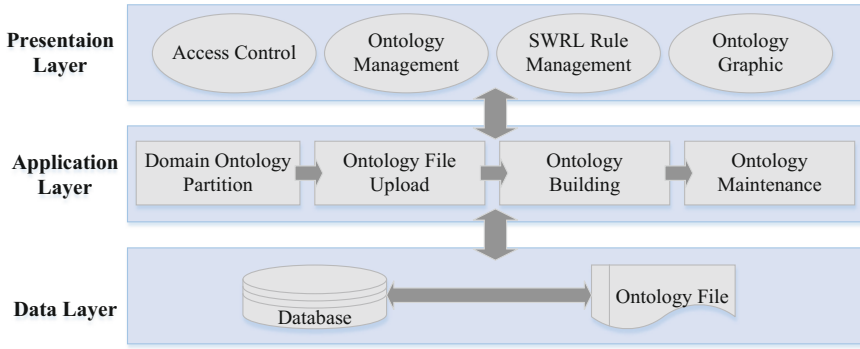 Presentaion
Layer
Access Control
Ontology
Management
SWRL Rule
Management
Ontology
Graphic
Application
Layer
Domain Ontology
Partition
Ontology File
Upload
Ontology
Building
Ontology
Maintenance
Data Layer
Database
Ontology File